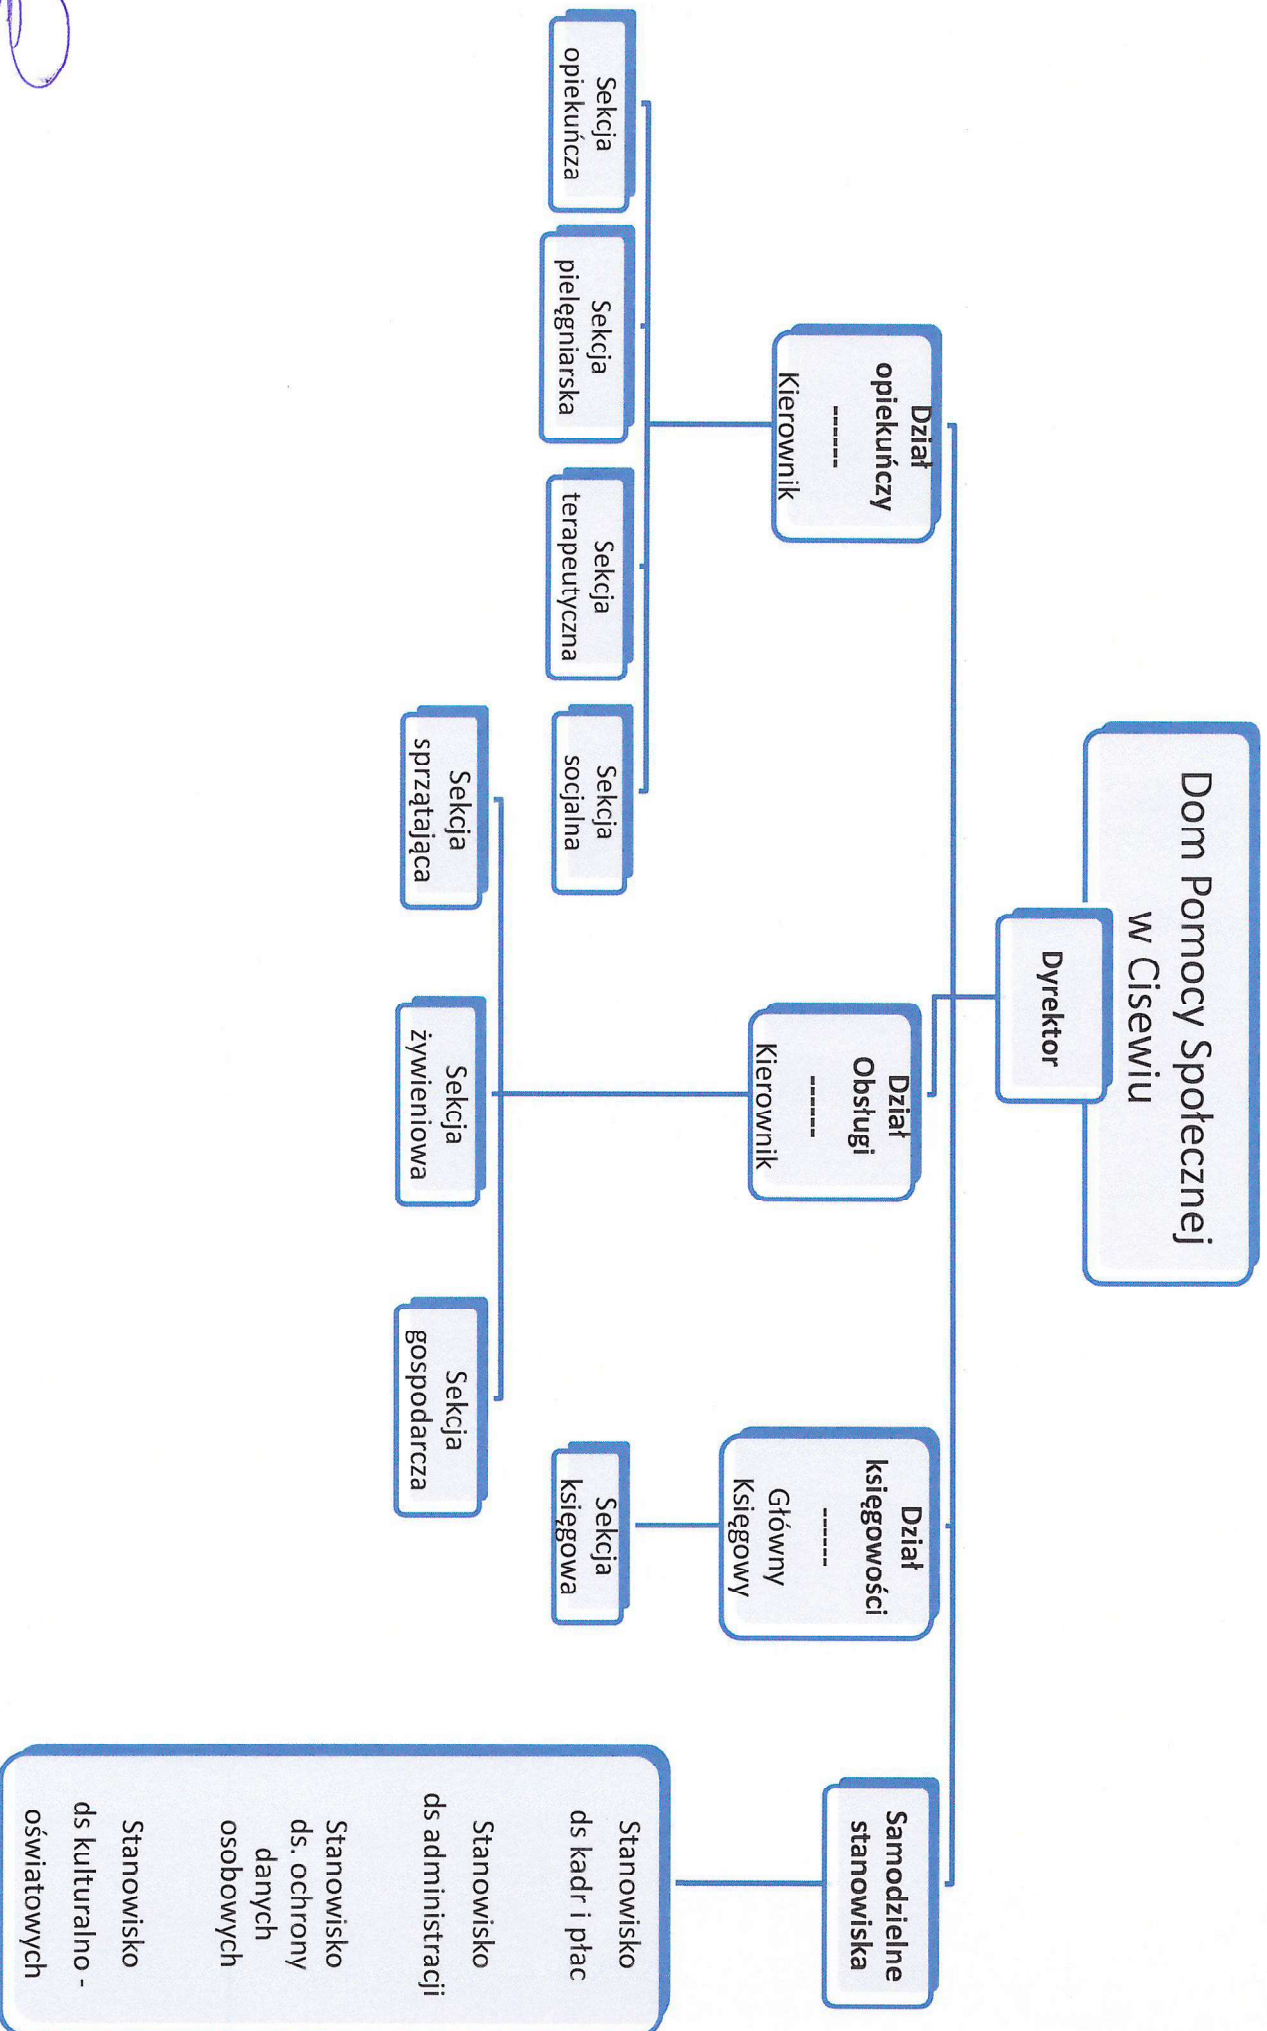 Dom Pomocy Społecznej
w Cisewiu
Dyrektor
Dział
opiekuńczy
------
Kierownik
Sekcja
opiekuńcza
Sekcja
pielęgniarska
Sekcja
terapeutyczna
Sekcja
socjalna
Dział
Obsługi
------
Kierownik
Sekcja
sprzątająca
Sekcja
żywieniowa
Sekcja
gospodarcza
Dział
księgowości
------
Główny
Księgowy
Sekcja
księgowa
Samodzielne
stanowiska
Stanowisko
ds kadr i płac
Stanowisko
ds administracji
Stanowisko
ds. ochrony
danych
osobowych
Stanowisko
ds kulturalno -
oświatowych